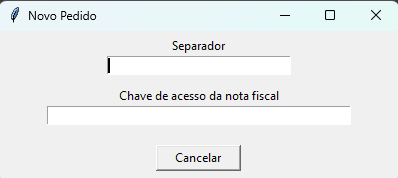 Novo Pedido
Separador
Chave de acesso da nota fiscal
Cancelar